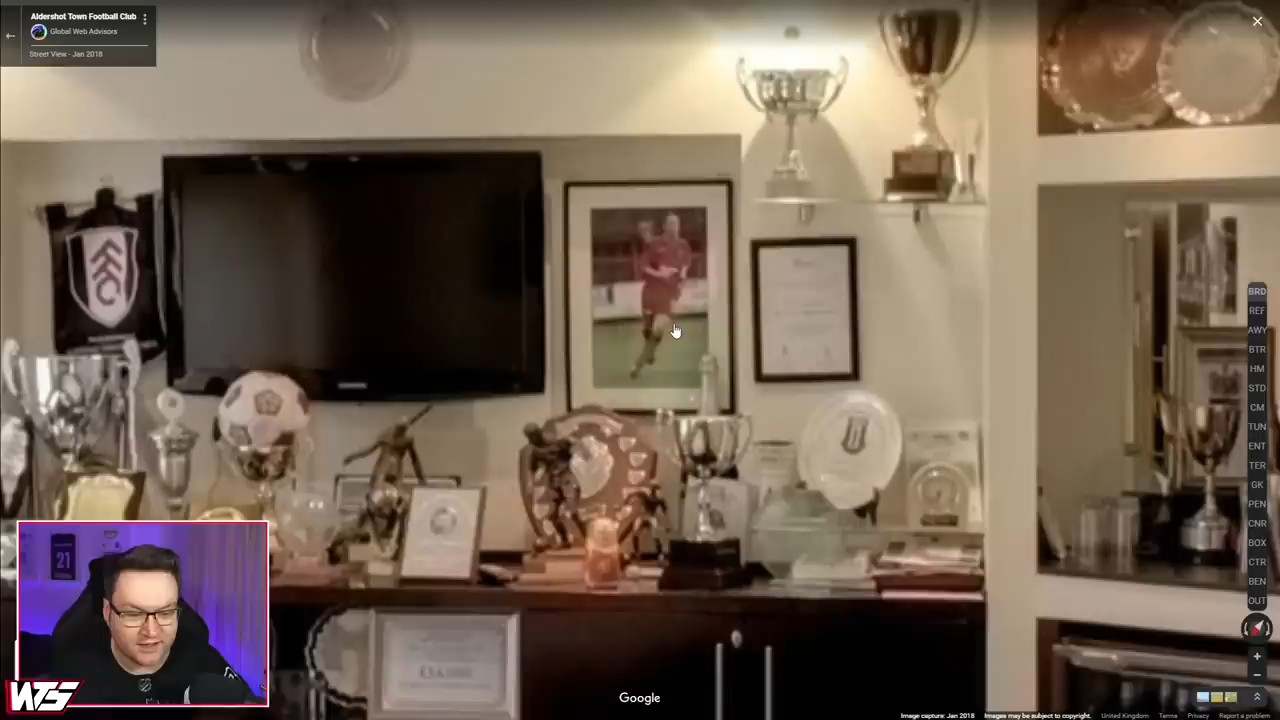 Aldershot Town Football Club
Global Web Advisors
Street View - Jan 2018
BRD
REF
AWY
BTR
HM
STD
CM
TUN
ENT
TER
GK
PEN
CNR
BOX
CTR
BEN
OUT
21
WTS
Google
Image capture: Jan 2018 Images may be subject to copyright. United Kingdom Terms Privacy Report a problem